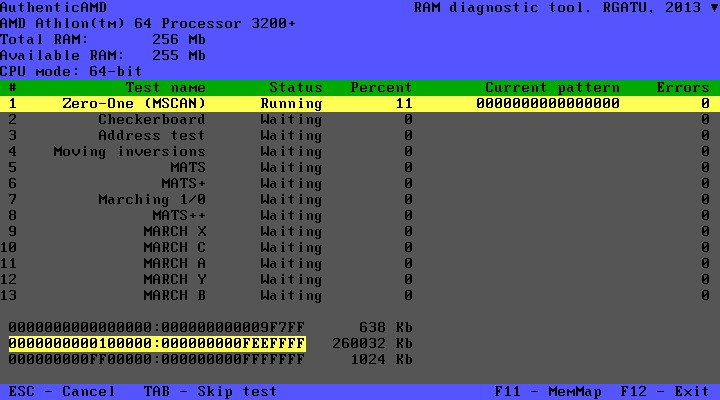 AuthenticAMD RAM diagnostic tool. RGATU, 2013 ▼
AMD Athlon(tm) 64 Processor 3200+
Total RAM: 256 Mb
Available RAM: 255 Mb
CPU mode: 64-bit
# Test name Status Percent Current pattern Errors
1 Zero-One (MSCAN) Running 11 0000000000000000 0
2 Checkerboard Waiting 0 0
3 Address test Waiting 0 0
4 Moving inversions Waiting 0 0
5 MATS Waiting 0 0
6 MATS+ Waiting 0 0
7 Marching 1/0 Waiting 0 0
8 MATS++ Waiting 0 0
9 MARCH X Waiting 0 0
10 MARCH C Waiting 0 0
11 MARCH A Waiting 0 0
12 MARCH Y Waiting 0 0
13 MARCH B Waiting 0 0
0000000000000000:000000000009F7FF 638 Kb
0000000000100000:000000000FEEFFFF 260032 Kb
000000000FF00000:000000000FFFFFFF 1024 Kb
ESC - Cancel TAB - Skip test F11 - MemMap F12 - Exit